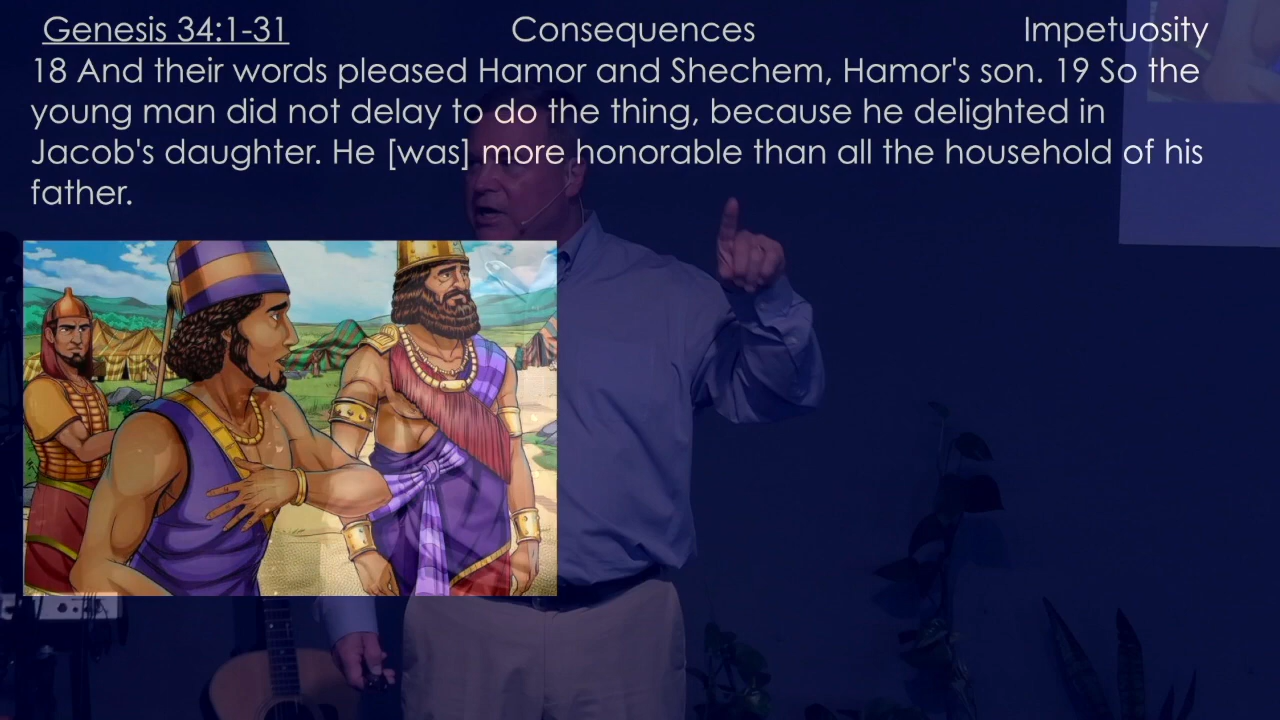 Genesis 34:1-31 Consequences Impetuosity
18 And their words pleased Hamor and Shechem, Hamor's son. 19 So the
young man did not delay to do the thing, because he delighted in
Jacob's daughter. He [was] more honorable than all the household of his
father.